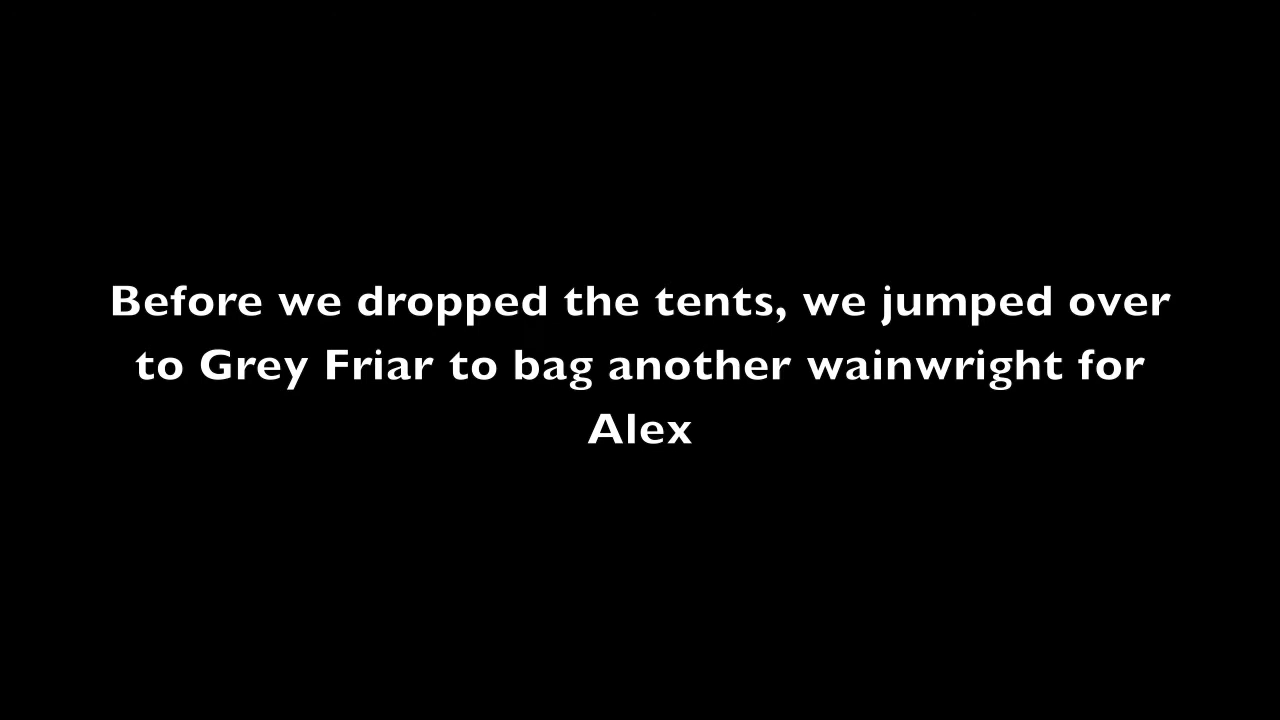 Before we dropped the tents, we jumped over
to Grey Friar to bag another wainwright for
Alex